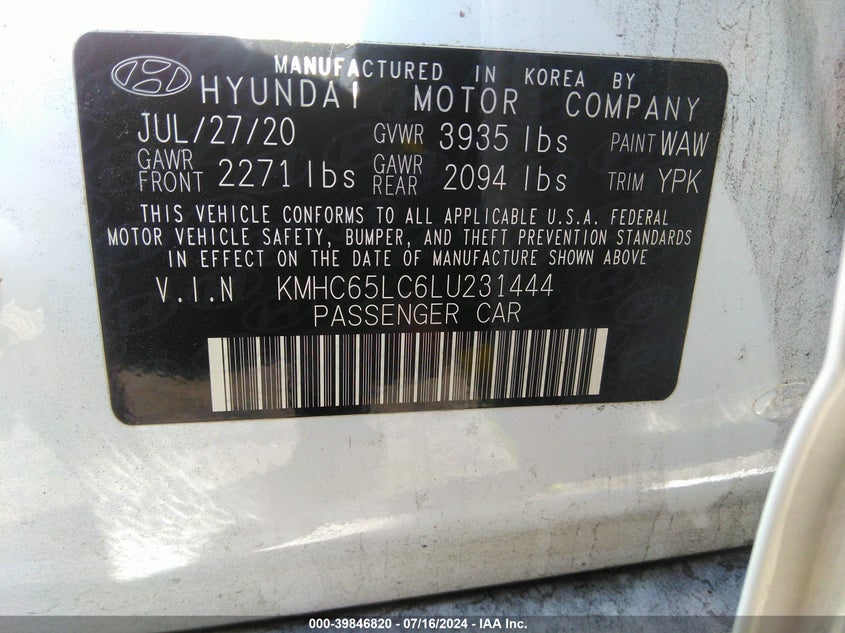 MANUFACTURED IN KOREA BY
HYUNDAI MOTOR COMPANY
JUL/27/20 GVWR 3935 lbs PAINT WAW
GAWR FRONT 2271 lbs GAWR REAR 2094 lbs TRIM YPK
THIS VEHICLE CONFORMS TO ALL APPLICABLE U.S.A. FEDERAL
MOTOR VEHICLE SAFETY, BUMPER, AND THEFT PREVENTION STANDARDS
IN EFFECT ON THE DATE OF MANUFACTURE SHOWN ABOVE
V.I.N KMHC65LC6LU231444
PASSENGER CAR
000-39846820 - 07/16/2024 - IAA Inc.